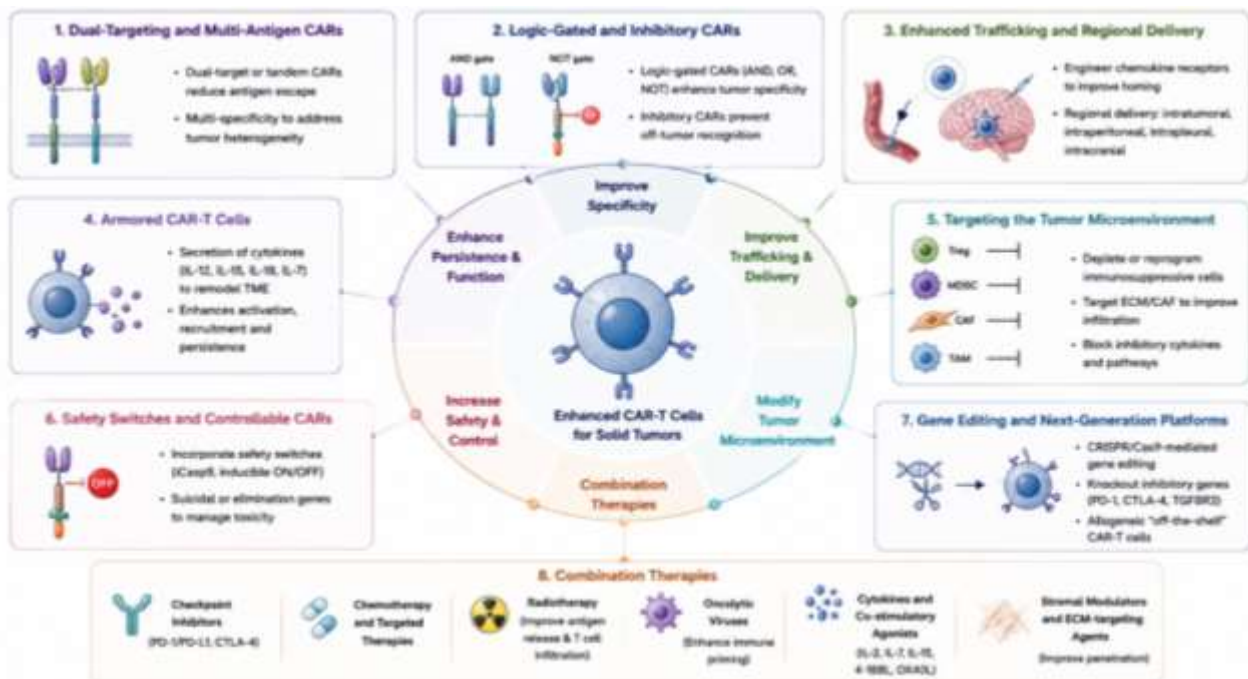 1. Dual-Targeting and Multi-Antigen CARs
• Dual-target or tandem CARs
reduce antigen escape
• Multi-specificity to address
tumor heterogeneity
2. Logic-Gated and Inhibitory CARs
AND gate
NOT gate
• Logic-gated CARs (AND, OR,
NOT) enhance tumor specificity
• Inhibitory CARs prevent
off-tumor recognition
3. Enhanced Trafficking and Regional Delivery
• Engineer chemokine receptors
to improve homing
• Regional delivery: intratumoral,
intraperitoneal, intrapleural,
intracranial
4. Armored CAR-T Cells
• Secretion of cytokines
(IL-12, IL-15, IL-18, IL-7)
to remodel TME
• Enhances activation,
recruitment and
persistence
Improve
Specificity
Enhance
Persistence &
Function
Improve
Trafficking &
Delivery
Increase
Safety &
Control
Modify
Tumor
Microenvironment
Combination
Therapies
Enhanced CAR-T Cells
for Solid Tumors
5. Targeting the Tumor Microenvironment
Treg
MDSC
CAF
TAM
• Deplete or reprogram
immunosuppressive cells
• Target ECM/CAF to improve
infiltration
• Block inhibitory cytokines
and pathways
6. Safety Switches and Controllable CARs
OFF
• Incorporate safety switches
(iCasp9, inducible ON/OFF)
• Suicidal or elimination genes
to manage toxicity
7. Gene Editing and Next-Generation Platforms
• CRISPR/Cas9-mediated
gene editing
• Knockout inhibitory genes
(PD-1, CTLA-4,
• Allogeneic "off-the-shelf"
CAR-T cells
8. Combination Therapies
Checkpoint
Inhibitors
(PD-1/PD-L1, CTLA-4)
Chemotherapy
and Targeted
Therapies
Radiotherapy
(Improve antigen
release & T cell
infiltration)
Oncolytic
Viruses
(Enhance immune
priming)
Cytokines and
Co-stimulatory
Agonists
(IL-2, IL-7, IL-15,
4-1BBL, OX40L)
Stromal Modulators
and ECM-targeting
Agents
(Improve penetration)